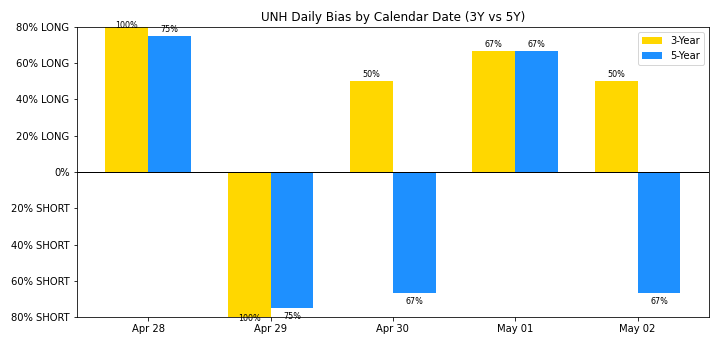 UNH Daily Bias by Calendar Date (3Y vs 5Y)
3-Year
5-Year
80% LONG
60% LONG
40% LONG
20% LONG
0%
20% SHORT
40% SHORT
60% SHORT
80% SHORT
100%
75%
100%
75%
50%
67%
67%
67%
50%
67%
Apr 28
Apr 29
Apr 30
May 01
May 02